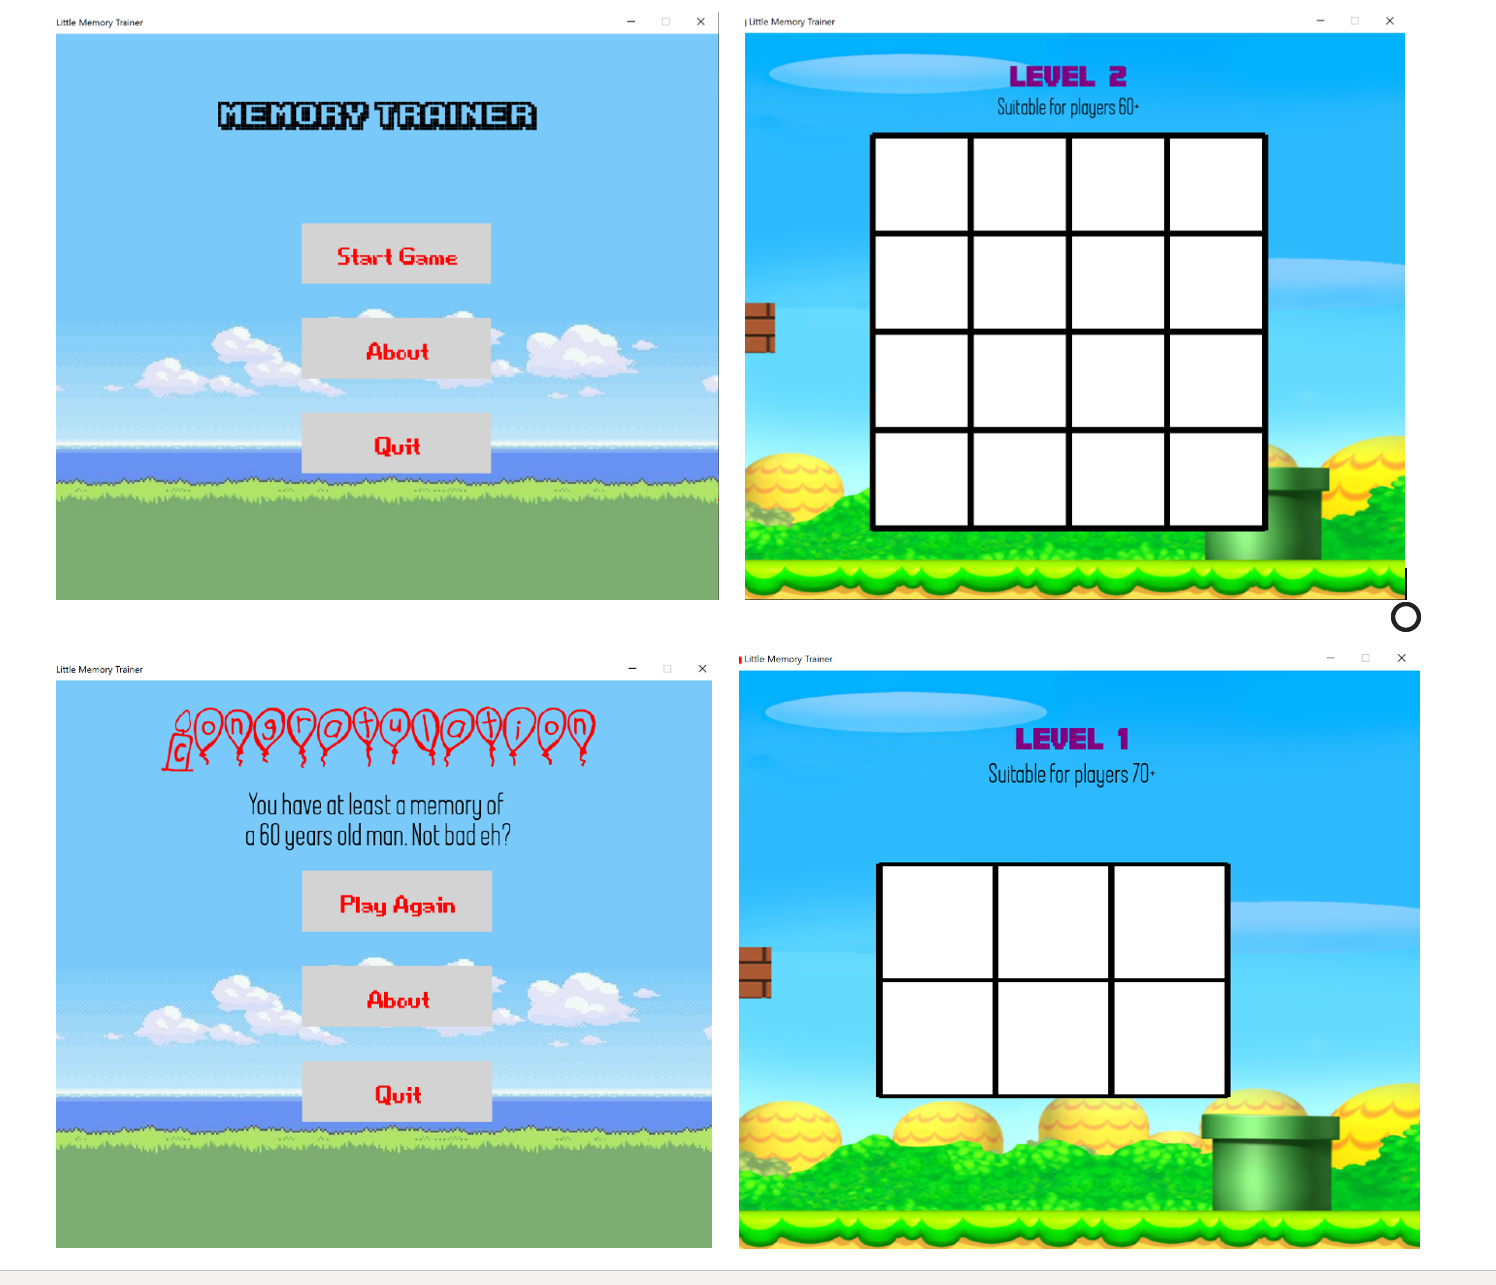 Little Memory Trainer
MEMORY TRAINER
Start Game
About
Quit
Little Memory Trainer
LEVEL 2
Suitable for players 60+
Little Memory Trainer
Congratulation
You have at least a memory of
a 60 years old man. Not bad eh?
Play Again
About
Quit
Little Memory Trainer
LEVEL 1
Suitable for players 70+